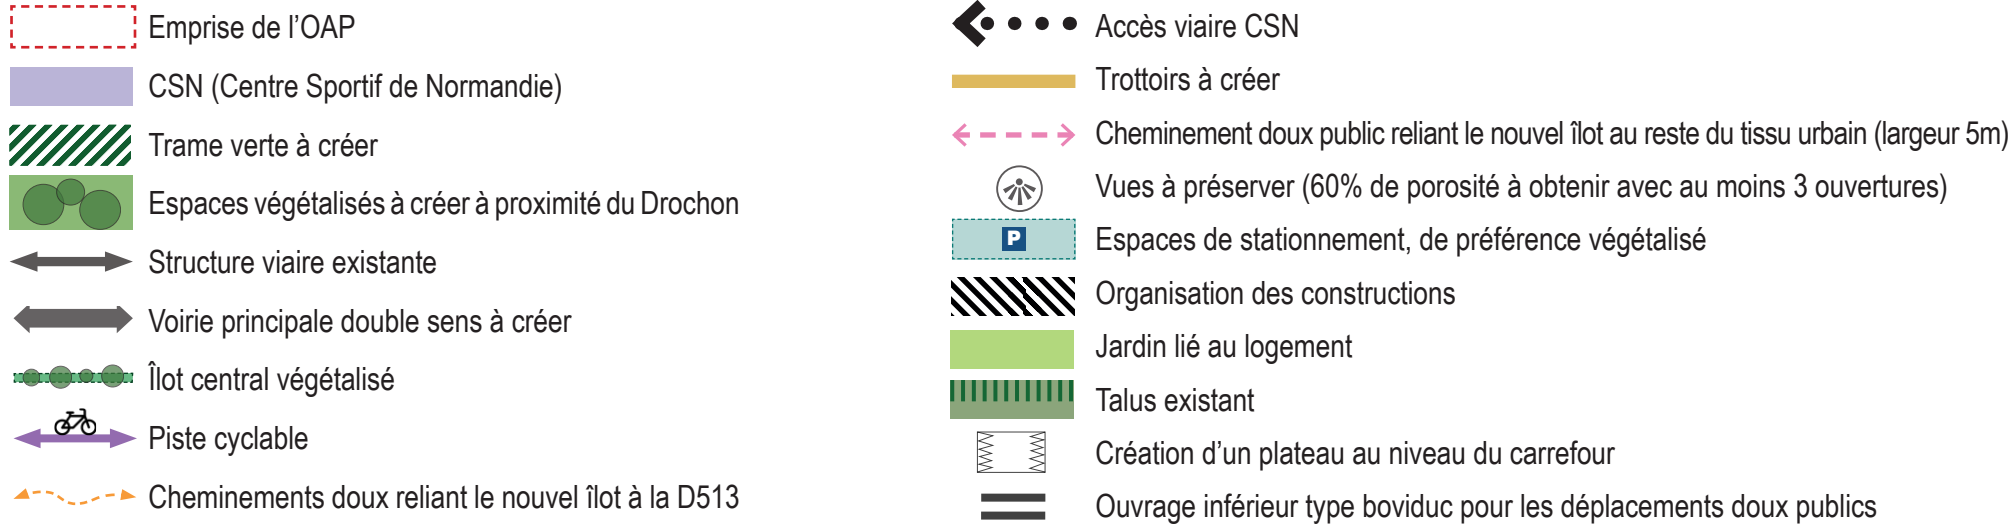 Emprise de l’OAP
CSN (Centre Sportif de Normandie)
Trame verte à créer
Espaces végétalisés à créer à proximité du Drochon
Structure viaire existante
Voirie principale double sens à créer
Îlot central végétalisé
Piste cyclable
Cheminements doux reliant le nouvel îlot à la D513
Accès viaire CSN
Trottoirs à créer
Cheminement doux public reliant le nouvel îlot au reste du tissu urbain (largeur 5m)
Vues à préserver (60% de porosité à obtenir avec au moins 3 ouvertures)
P
Espaces de stationnement, de préférence végétalisé
Organisation des constructions
Jardin lié au logement
Talus existant
Création d’un plateau au niveau du carrefour
Ouvrage inférieur type boviduc pour les déplacements doux publics